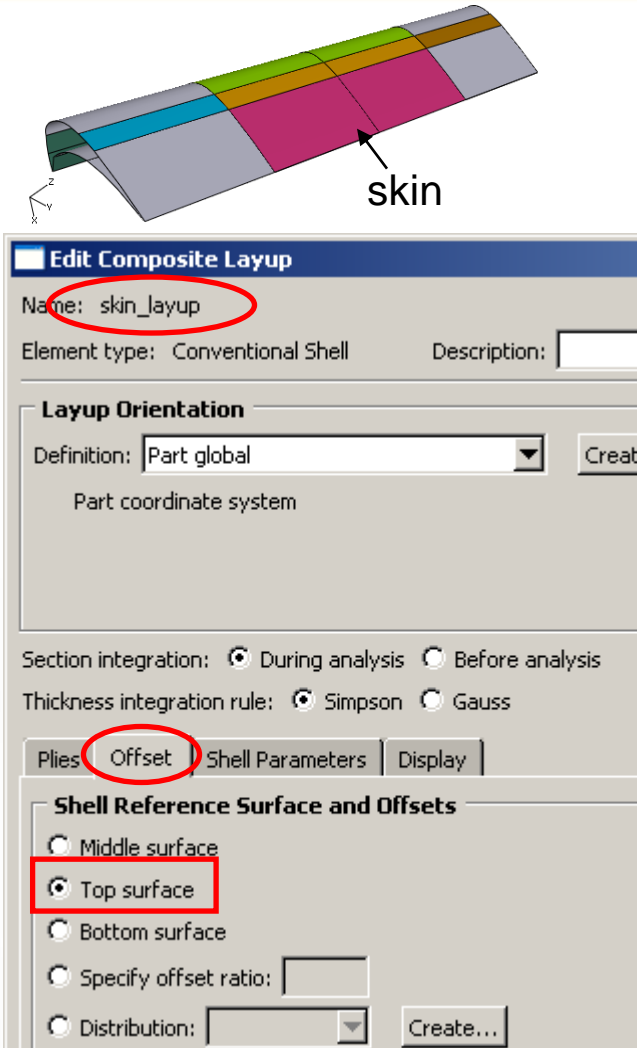 z
Y
X
skin
Edit Composite Layup
Name: skin_layup
Element type: Conventional Shell Description:
Layup Orientation
Definition: Part global Creat
Part coordinate system
Section integration: During analysis Before analysis
Thickness integration rule: Simpson Gauss
Plies Offset Shell Parameters Display
Shell Reference Surface and Offsets
Middle surface
Top surface
Bottom surface
Specify offset ratio:
Distribution: Create...